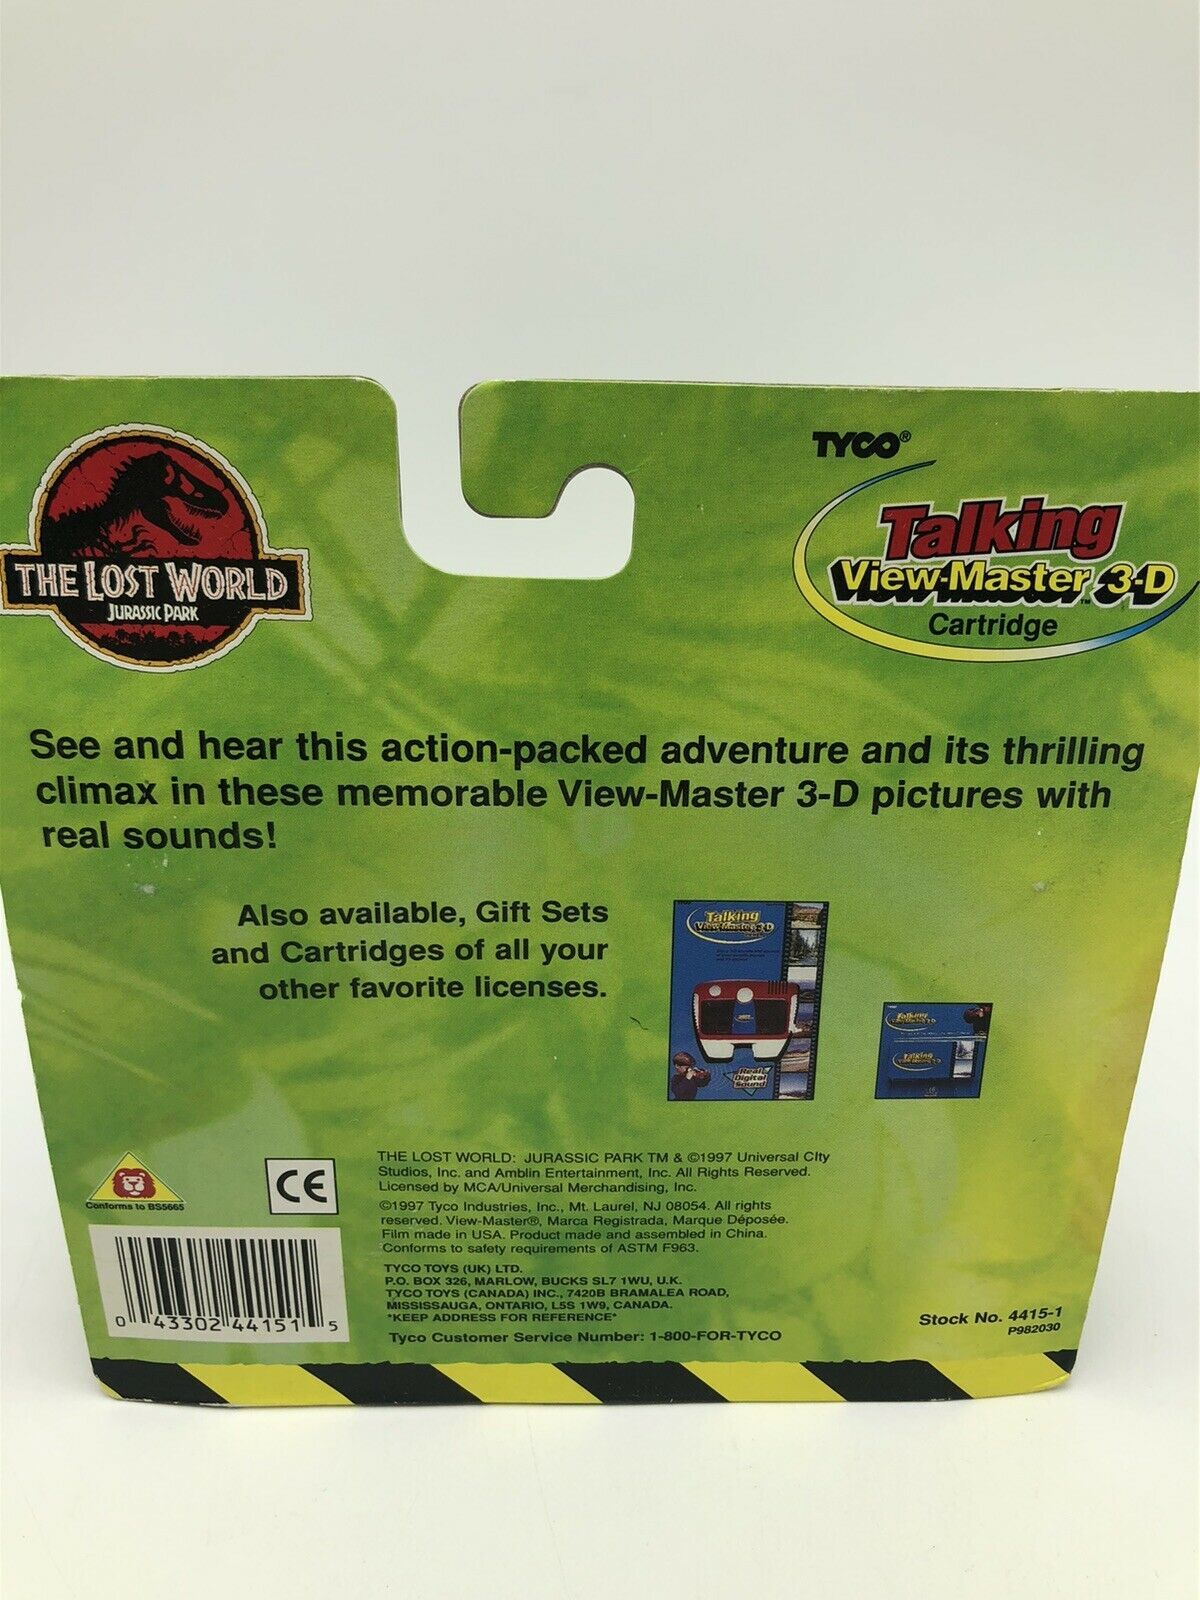 THE LOST WORLD
JURASSIC PARK
TYCO®
Talking
View-Master 3-D
™
Cartridge
See and hear this action-packed adventure and its thrilling
climax in these memorable View-Master 3-D pictures with
real sounds!
Also available, Gift Sets
and Cartridges of all your
other favorite licenses.
Talking
View-Master 3-D
Real
Digital
Sound
Talking
View-Master 3-D
Talking
View-Master 3-D
Conforms to BS5665
CE
THE LOST WORLD: JURASSIC PARK TM & ©1997 Universal City
Studios, Inc. and Amblin Entertainment, Inc. All Rights Reserved.
Licensed by MCA/Universal Merchandising, Inc.
©1997 Tyco Industries, Inc., Mt. Laurel, NJ 08054. All rights
reserved. View-Master®, Marca Registrada, Marque Déposée.
Film made in USA. Product made and assembled in China.
Conforms to safety requirements of ASTM F963.
TYCO TOYS (UK) LTD.
P.O. BOX 326, MARLOW, BUCKS SL7 1WU, U.K.
TYCO TOYS (CANADA) INC., 7420B BRAMALEA ROAD,
MISSISSAUGA, ONTARIO, L5S 1W9, CANADA.
*KEEP ADDRESS FOR REFERENCE*
Tyco Customer Service Number: 1-800-FOR-TYCO
0 43302 44151 5
Stock No. 4415-1
P982030